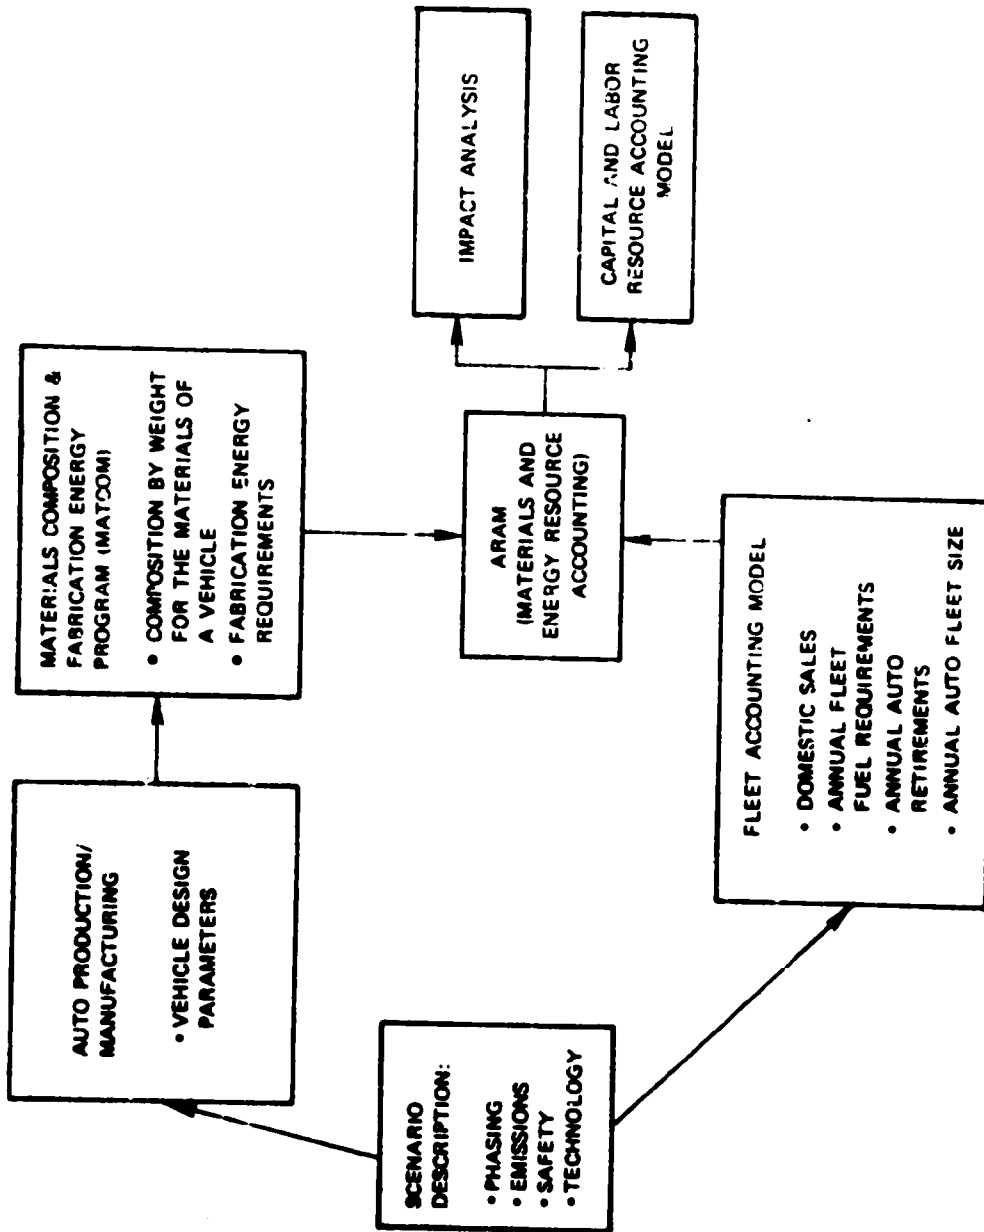 SCENARIO
DESCRIPTION:
• PHASING
• EMISSIONS
• SAFETY
• TECHNOLOGY
AUTO PRODUCTION/
MANUFACTURING
• VEHICLE DESIGN
PARAMETERS
MATERIALS COMPOSITION &
FABRICATION ENERGY
PROGRAM (MATCOM)
• COMPOSITION BY WEIGHT
FOR THE MATERIALS OF
A VEHICLE
• FABRICATION ENERGY
REQUIREMENTS
FLEET ACCOUNTING MODEL
• DOMESTIC SALES
• ANNUAL FLEET
FUEL REQUIREMENTS
• ANNUAL AUTO
RETIREMENTS
• ANNUAL AUTO FLEET SIZE
ARAM
(MATERIALS AND
ENERGY RESOURCE
ACCOUNTING)
IMPACT ANALYSIS
CAPITAL AND LABOR
RESOURCE ACCOUNTING
MODEL